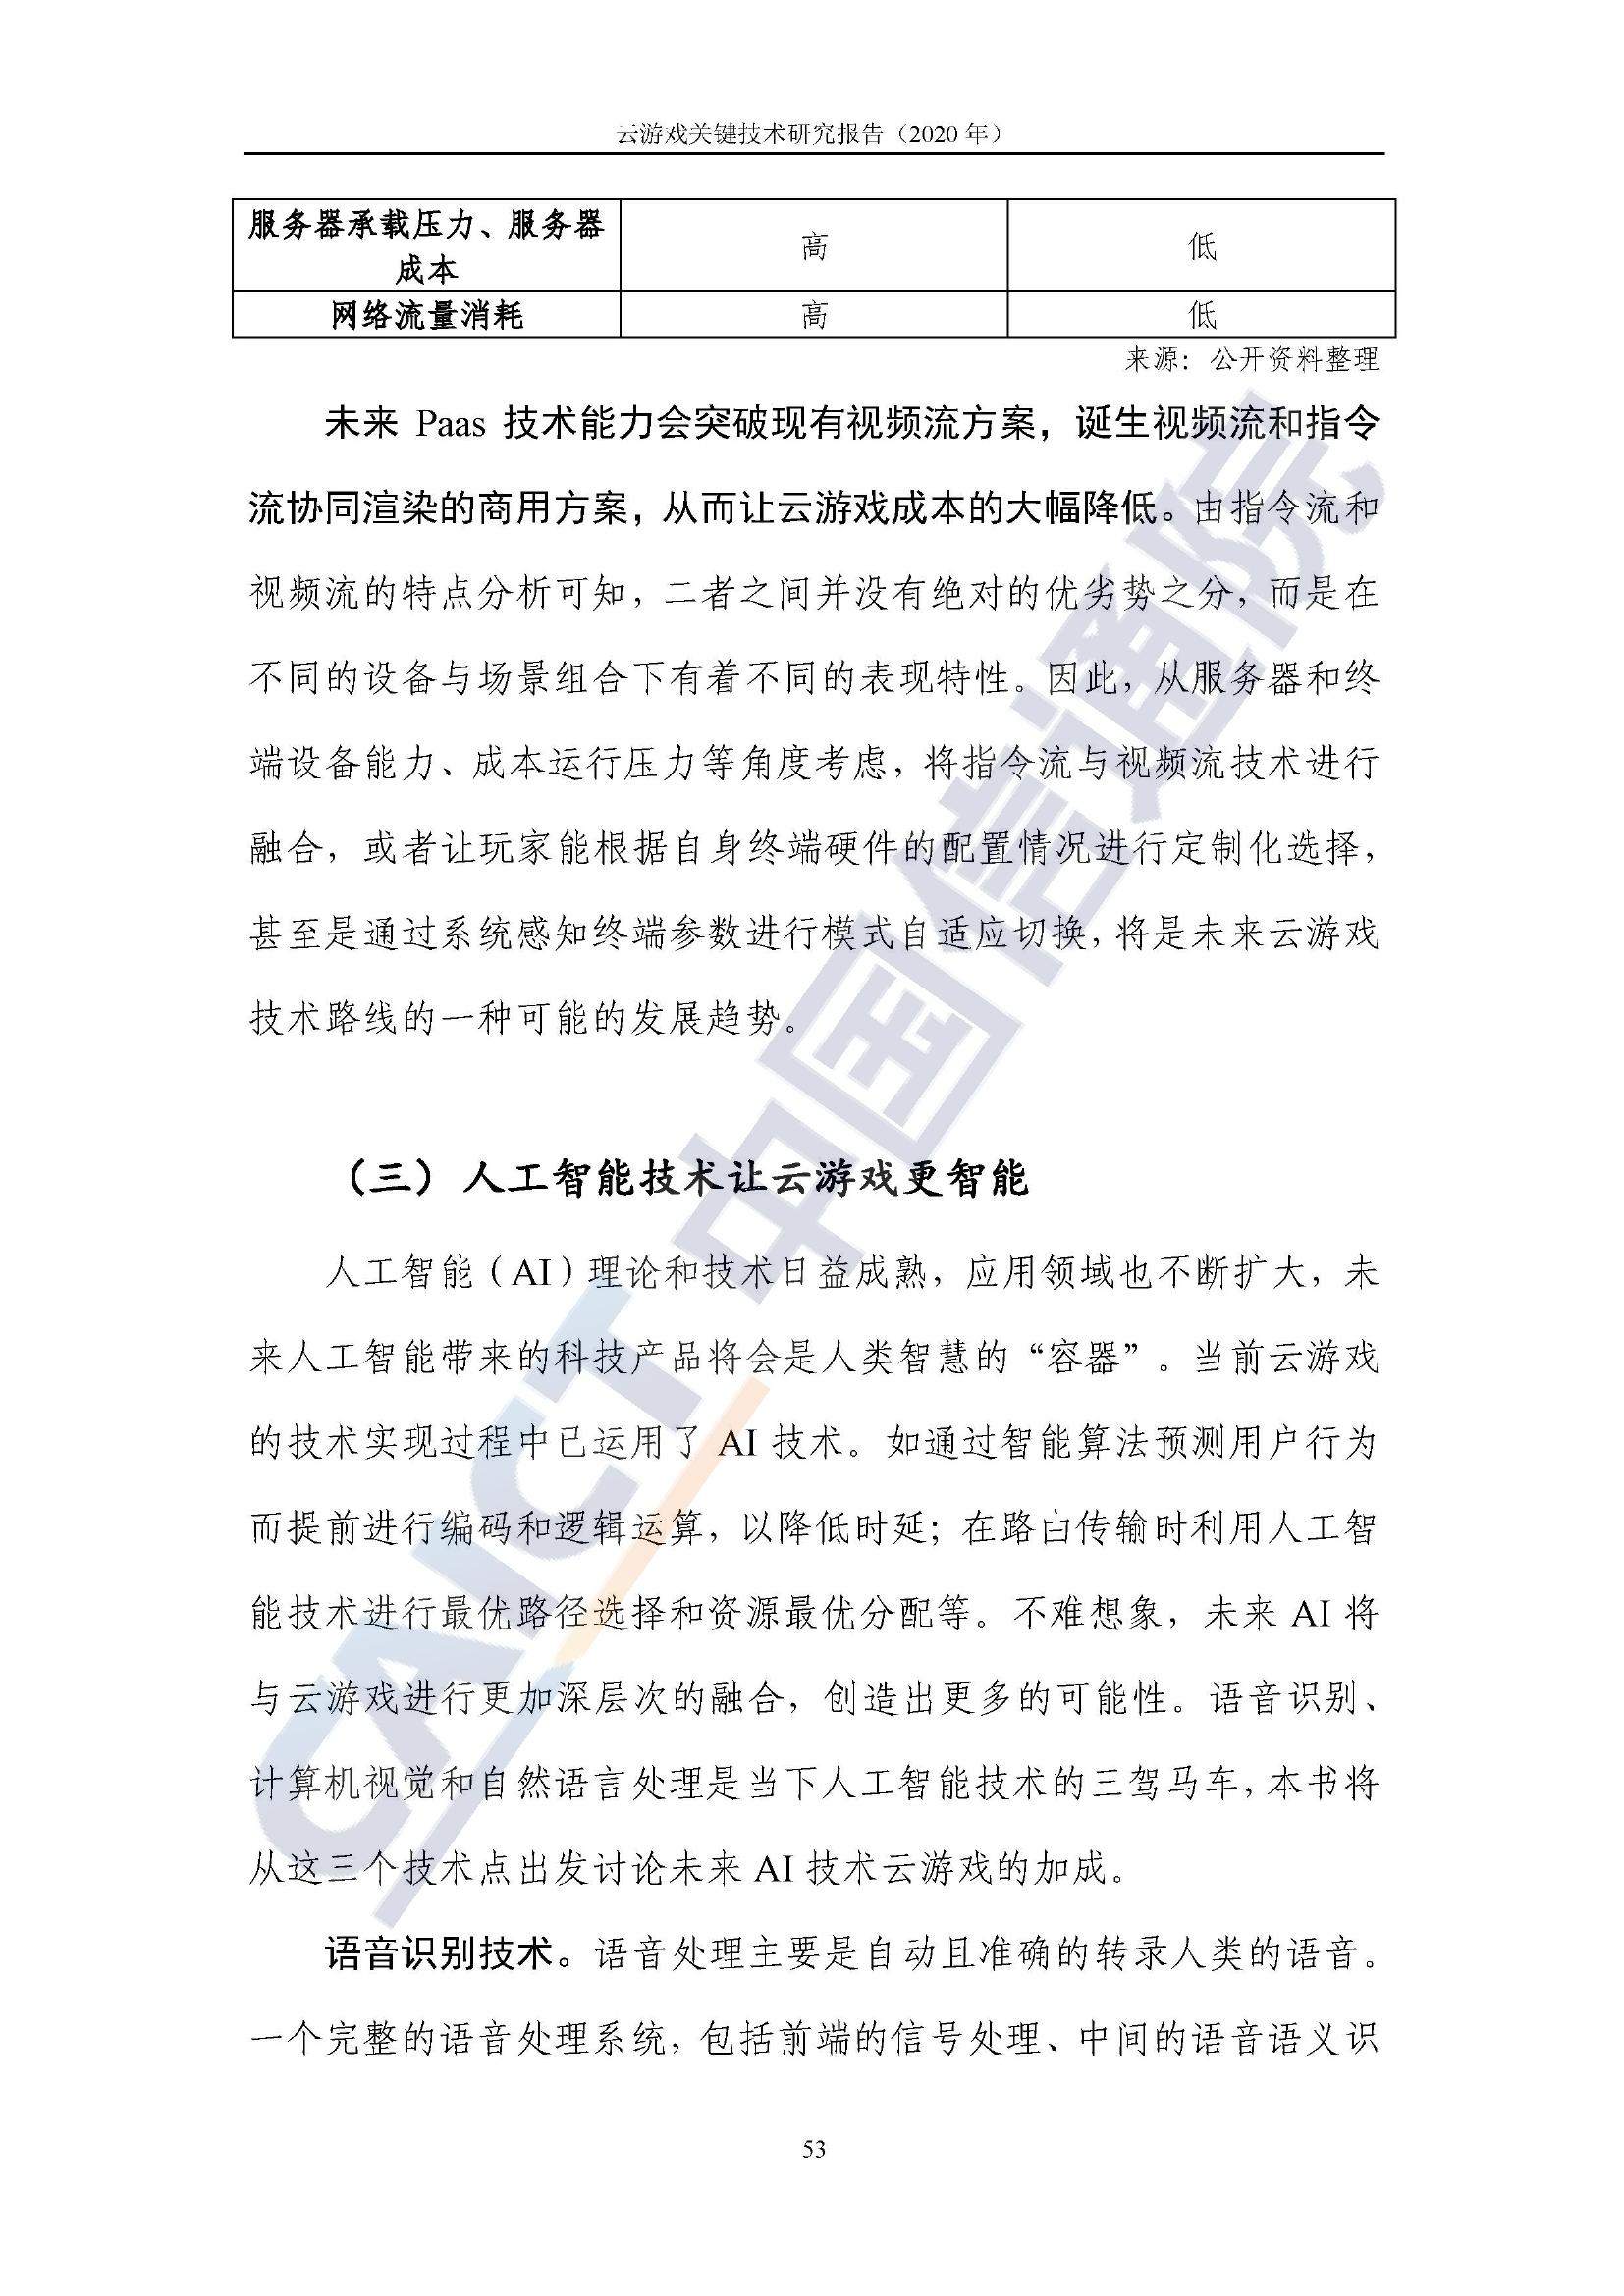 云游戏关键技术研究报告（2020 年）
服务器承载压力、服务器
成本
高
低
网络流量消耗
高
低
来源：公开资料整理
未来 Paas 技术能力会突破现有视频流方案，诞生视频流和指令
流协同渲染的商用方案，从而让云游戏成本的大幅降低。由指令流和
视频流的特点分析可知，二者之间并没有绝对的优劣势之分，而是在
不同的设备与场景组合下有着不同的表现特性。因此，从服务器和终
端设备能力、成本运行压力等角度考虑，将指令流与视频流技术进行
融合，或者让玩家能根据自身终端硬件的配置情况进行定制化选择，
甚至是通过系统感知终端参数进行模式自适应切换，将是未来云游戏
技术路线的一种可能的发展趋势。
（三）人工智能技术让云游戏更智能
人工智能（AI）理论和技术日益成熟，应用领域也不断扩大，未
来人工智能带来的科技产品将会是人类智慧的“容器”。当前云游戏
的技术实现过程中已运用了 AI 技术。如通过智能算法预测用户行为
而提前进行编码和逻辑运算，以降低时延；在路由传输时利用人工智
能技术进行最优路径选择和资源最优分配等。不难想象，未来 AI 将
与云游戏进行更加深层次的融合，创造出更多的可能性。语音识别、
计算机视觉和自然语言处理是当下人工智能技术的三驾马车，本书将
从这三个技术点出发讨论未来 AI 技术云游戏的加成。
语音识别技术。语音处理主要是自动且准确的转录人类的语音。
一个完整的语音处理系统，包括前端的信号处理、中间的语音语义识
53
CAICT 中国信通院